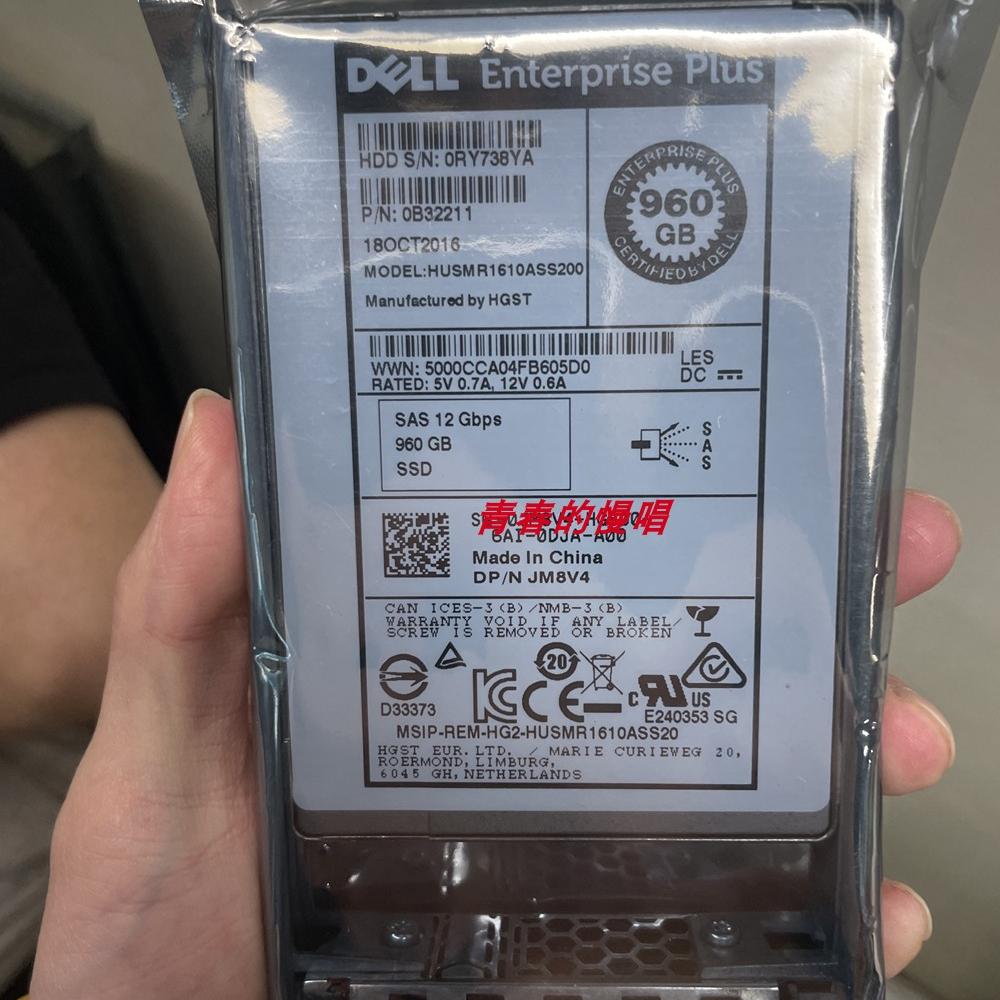 DELL Enterprise Plus
HDD S/N: 0RY738YA
P/N: 0B32211
18OCT2016
MODEL:HUSMR1610ASS200
Manufactured by HGST
ENTERPRISE PLUS
960
GB
CERTIFIED BY DELL
WWN: 5000CCA04FB605D0
RATED: 5V 0.7A, 12V 0.6A
LES
DC
SAS 12 Gbps
960 GB
SSD
SAS
青春的慢唱
6AI-0DJA-A00
Made In China
DP/N JM8V4
CAN ICES-3(B)/NMB-3(B)
WARRANTY VOID IF ANY LABEL/
SCREW IS REMOVED OR BROKEN
20
D33373
C US
E240353 SG
MSIP-REM-HG2-HUSMR1610ASS20
HGST EUR.LTD. / MARIE CURIEWEG 20,
ROERMOND, LIMBURG,
6045 GH, NETHERLANDS